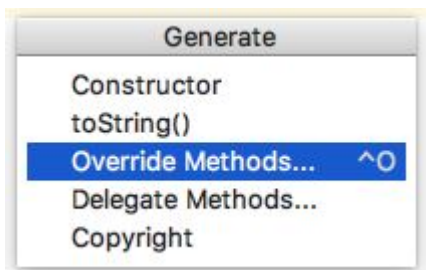 Generate
Constructor
toString()
Override Methods... ^O
Delegate Methods...
Copyright